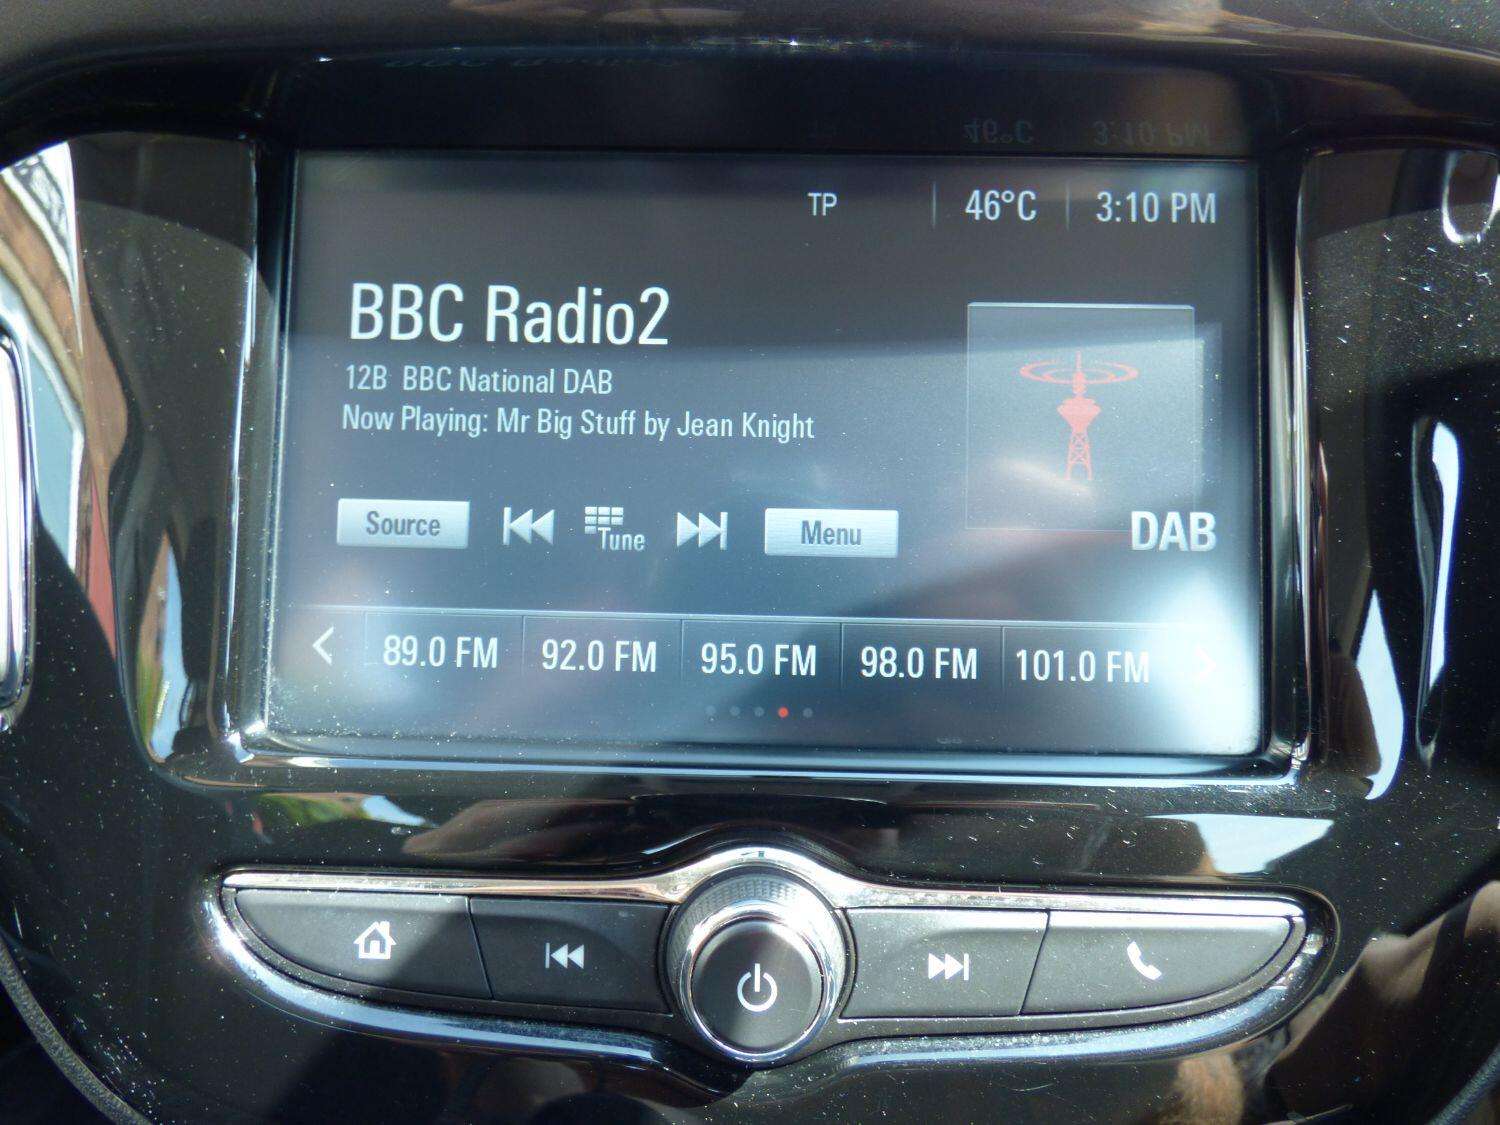 TP 46°C 3:10 PM
BBC Radio2
12B BBC National DAB
Now Playing: Mr Big Stuff by Jean Knight
Source Tune Menu
DAB
89.0 FM 92.0 FM 95.0 FM 98.0 FM 101.0 FM